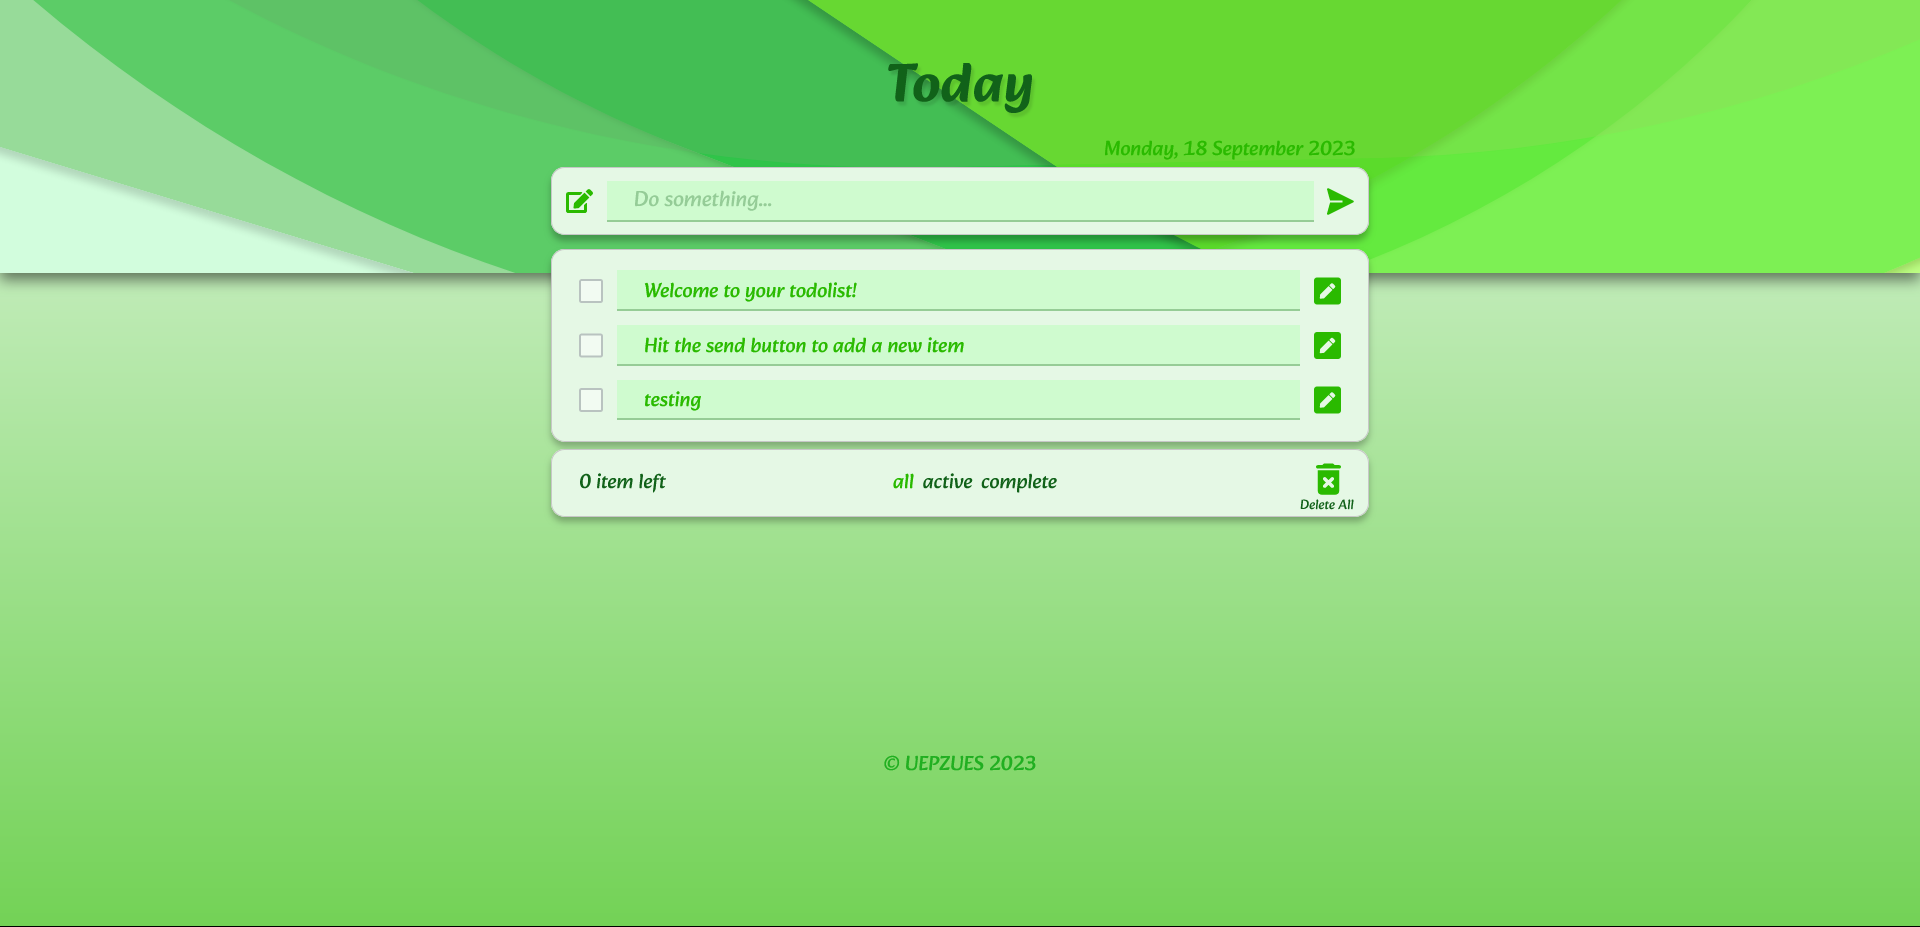 Today
Monday, 18 September 2023
Do something...
Welcome to your todolist!
Hit the send button to add a new item
testing
0 item left all active complete
Delete All
© UEPZUES 2023